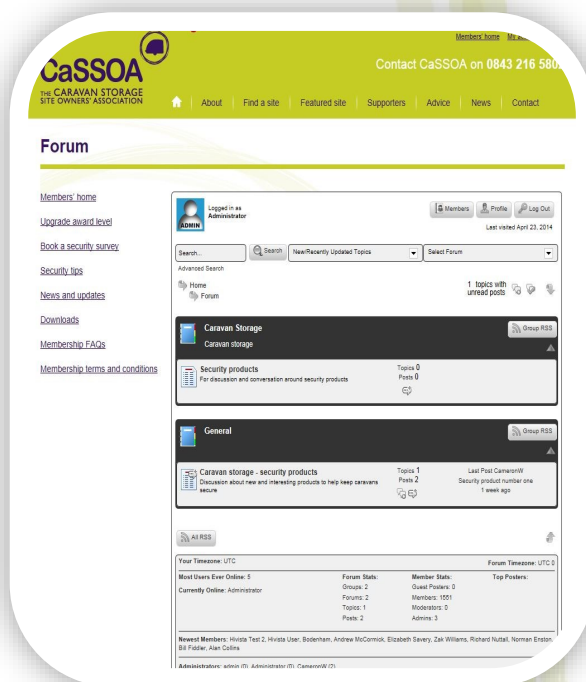 Members' home My
CaSSOA
THE CARAVAN STORAGE
SITE OWNERS' ASSOCIATION
Contact CaSSOA on 0843 216 580
About Find a site Featured site Supporters Advice News Contact
Forum
Members' home
Upgrade award level
Book a security survey
Security tips
News and updates
Downloads
Membership FAQs
Membership terms and conditions
ADMIN
Logged in as
Administrator
Members Profile Log Out
Last visited April 23, 2014
Search... Search New/Recently Updated Topics Select Forum
Advanced Search
Home
Forum
1 topics with
unread posts
Caravan Storage
Caravan storage
Group RSS
Security products
For discussion and conversation around security products
Topics 0
Posts 0
General
Group RSS
Caravan storage - security products
Discussion about new and interesting products to help keep caravans
secure
Topics 1
Posts 2
Last Post CameronW
Security product number one
1 week ago
All RSS
Your Timezone: UTC
Forum Timezone: UTC 0
Most Users Ever Online: 5
Currently Online: Administrator
Forum Stats:
Groups: 2
Forums: 2
Topics: 1
Posts: 2
Member Stats:
Guest Posters: 0
Members: 1551
Moderators: 0
Admins: 3
Top Posters:
Newest Members: Hivista Test 2, Hivista User, Bodenham, Andrew McCormick, Elizabeth Savery, Zak Williams, Richard Nuttall, Norman Enston,
Bill Fiddler, Alan Collins
Administrators: admin (0), Administrator (0), CameronW (2)